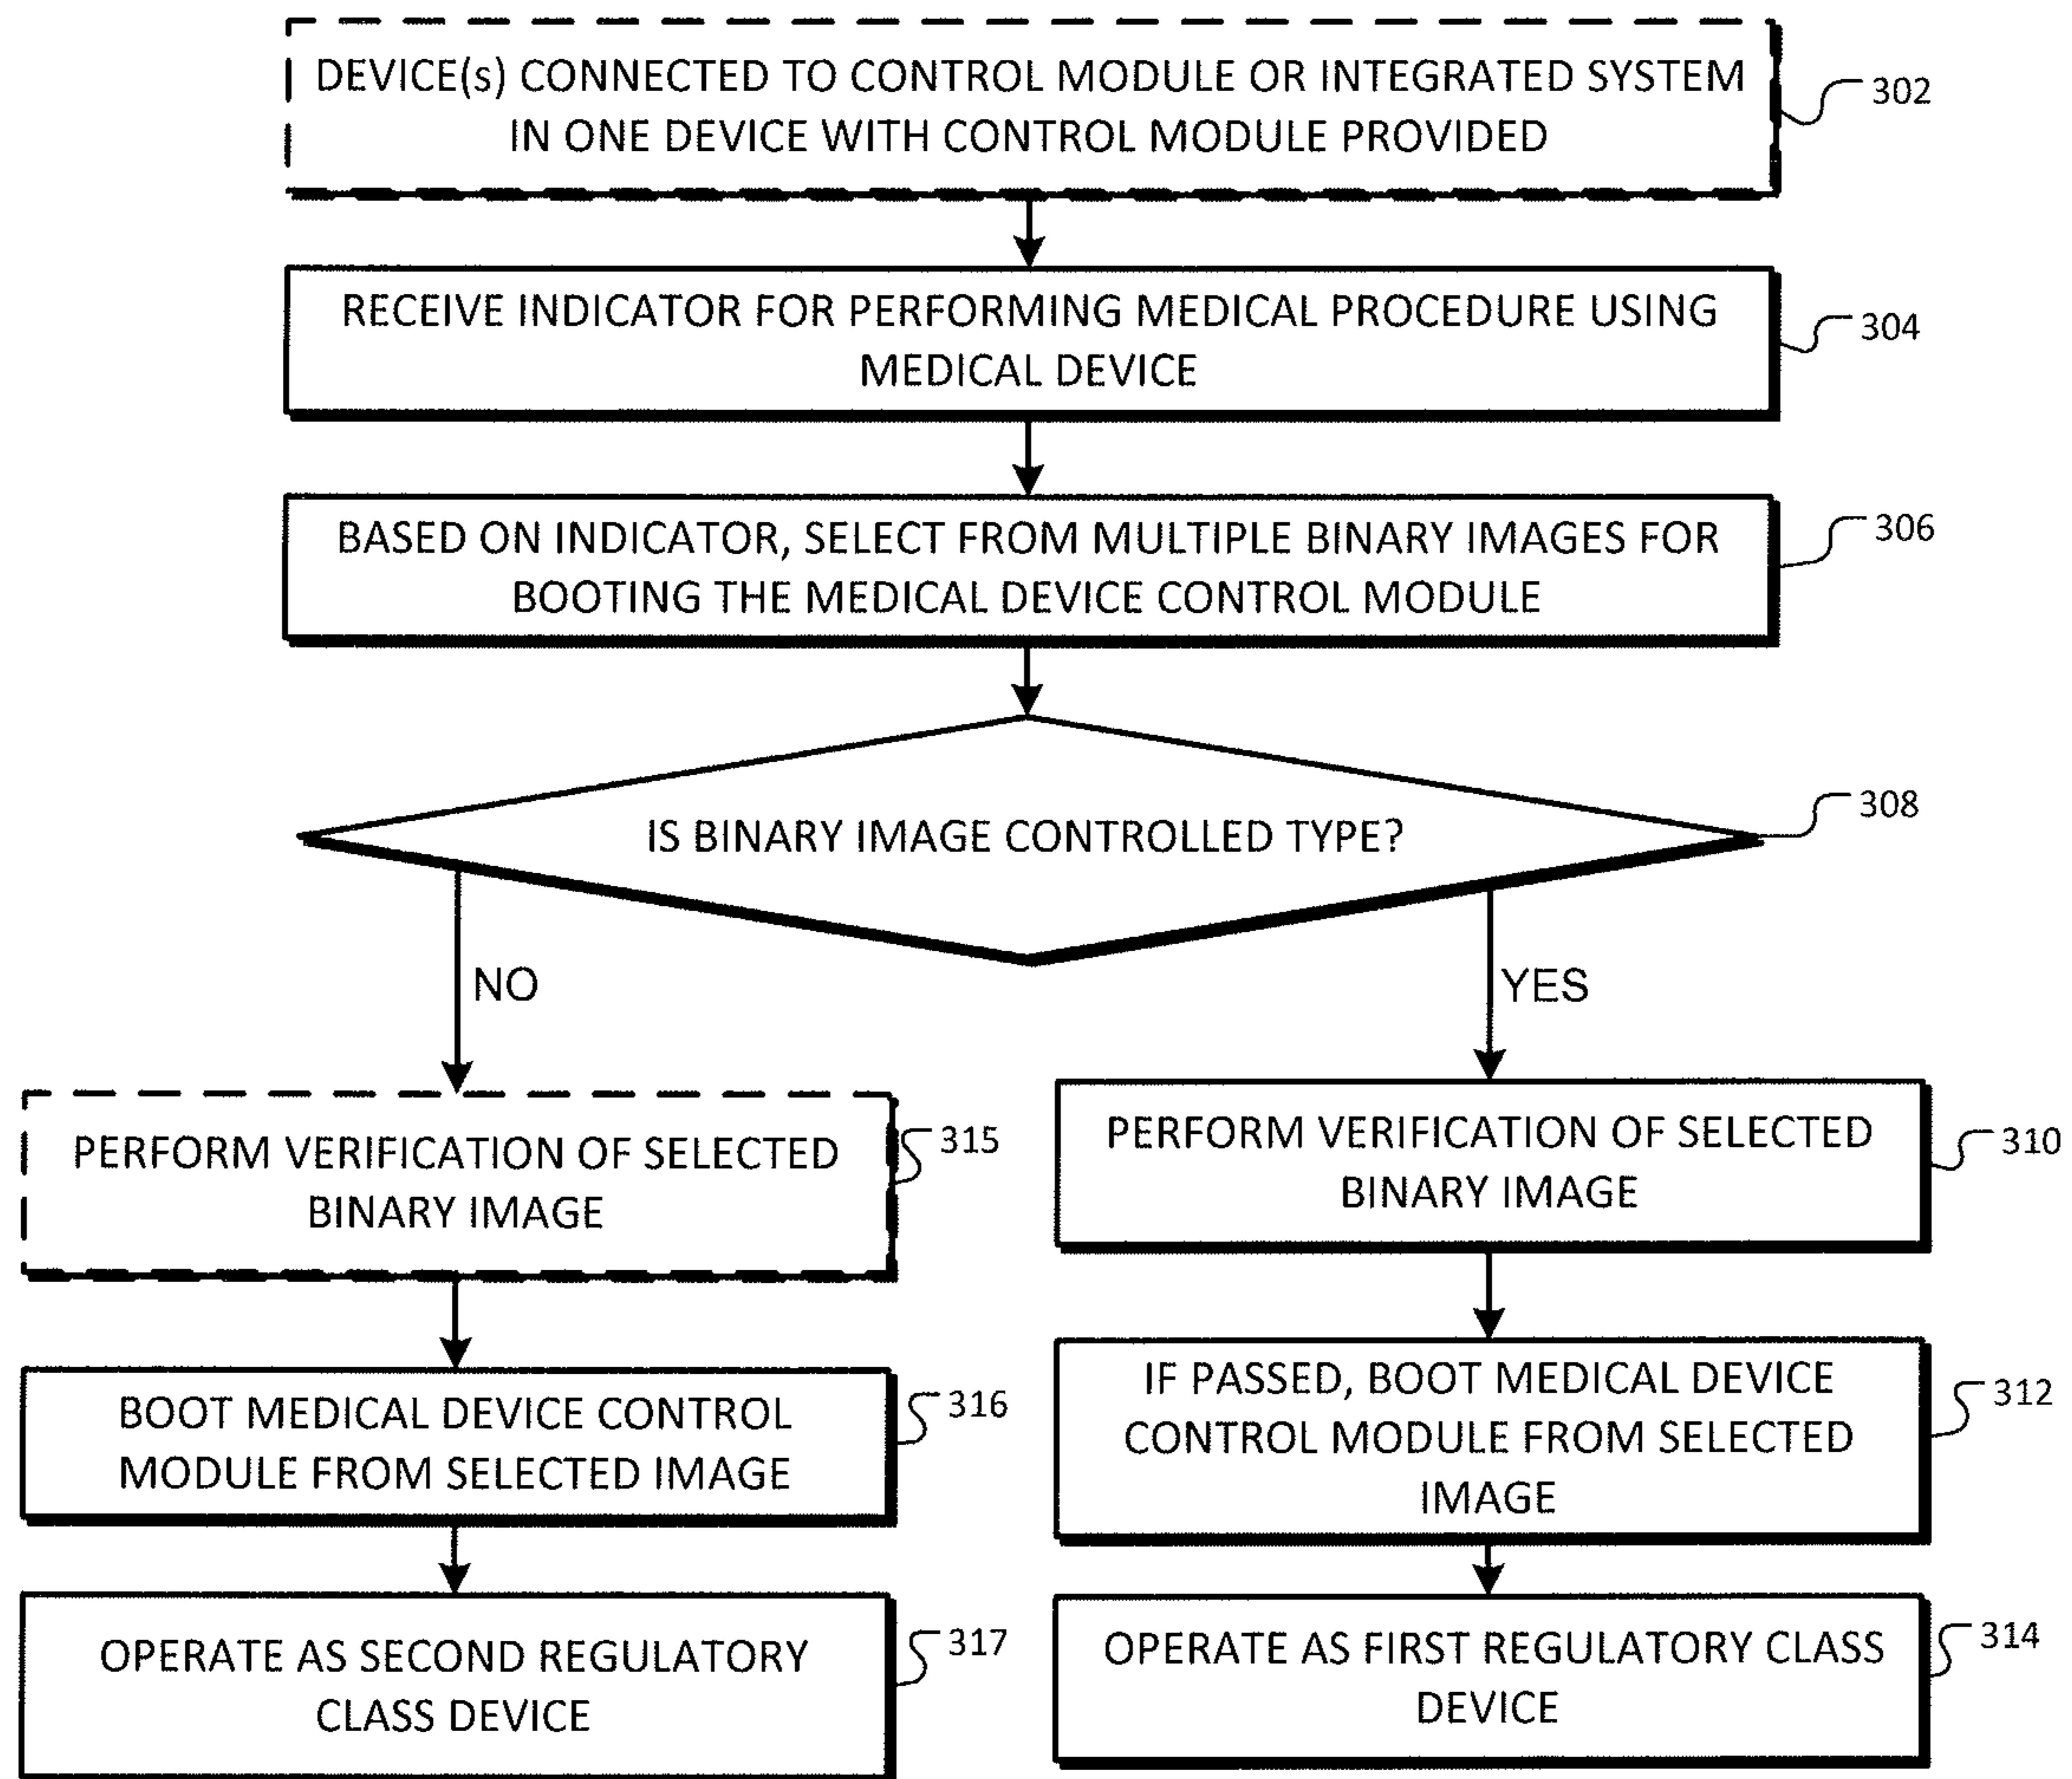 DEVICE(s) CONNECTED TO CONTROL MODULE OR INTEGRATED SYSTEM
IN ONE DEVICE WITH CONTROL MODULE PROVIDED
302
RECEIVE INDICATOR FOR PERFORMING MEDICAL PROCEDURE USING
MEDICAL DEVICE
304
BASED ON INDICATOR, SELECT FROM MULTIPLE BINARY IMAGES FOR
BOOTING THE MEDICAL DEVICE CONTROL MODULE
306
IS BINARY IMAGE CONTROLLED TYPE?
308
NO
YES
PERFORM VERIFICATION OF SELECTED
BINARY IMAGE
315
PERFORM VERIFICATION OF SELECTED
BINARY IMAGE
310
BOOT MEDICAL DEVICE CONTROL
MODULE FROM SELECTED IMAGE
316
IF PASSED, BOOT MEDICAL DEVICE
CONTROL MODULE FROM SELECTED
IMAGE
312
OPERATE AS SECOND REGULATORY
CLASS DEVICE
317
OPERATE AS FIRST REGULATORY CLASS
DEVICE
314